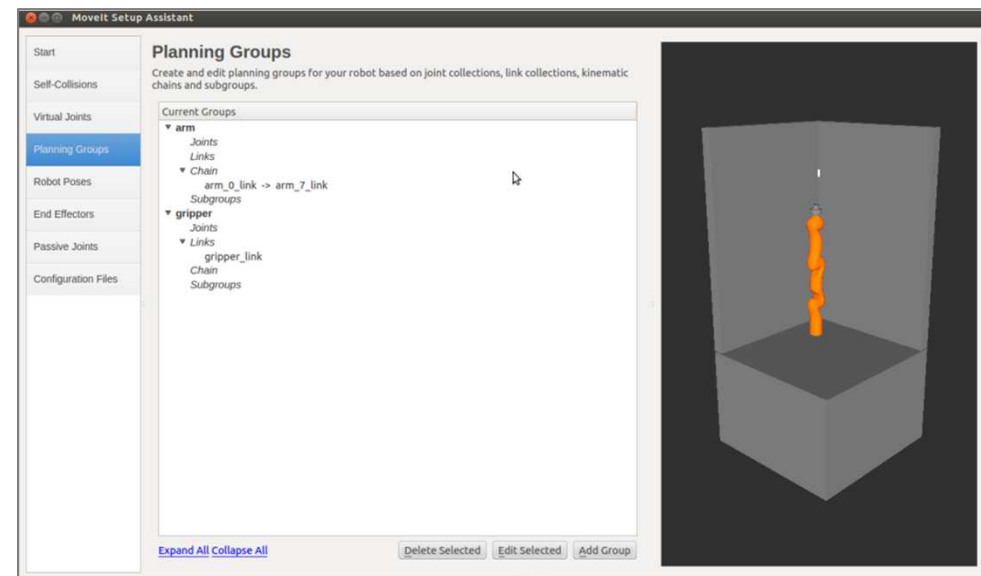 MoveIt Setup Assistant
Start
Self-Collisions
Virtual Joints
Planning Groups
Robot Poses
End Effectors
Passive Joints
Configuration Files
Planning Groups
Create and edit planning groups for your robot based on joint collections, link collections, kinematic
chains and subgroups.
Current Groups
arm
Joints
Links
Chain
arm_0_link -> arm_7_link
Subgroups
gripper
Joints
Links
gripper_link
Chain
Subgroups
Expand All Collapse All
Delete Selected
Edit Selected
Add Group